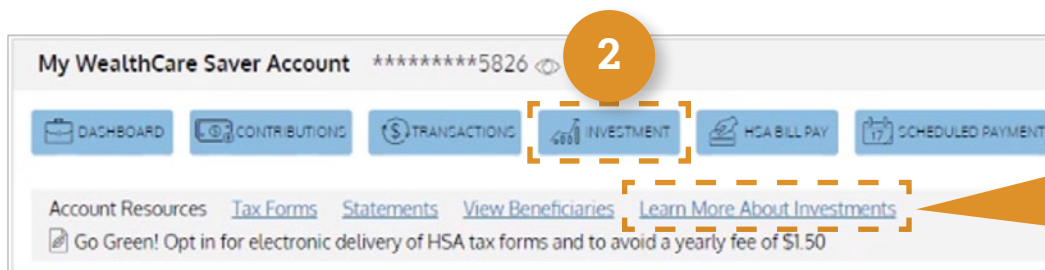 2
My WealthCare Saver Account *********5826
DASHBOARD CONTRIBUTIONS TRANSACTIONS INVESTMENT HSA BILL PAY SCHEDULED PAYMENT
Account Resources Tax Forms Statements View Beneficiaries Learn More About Investments
Go Green! Opt in for electronic delivery of HSA tax forms and to avoid a yearly fee of $1.50